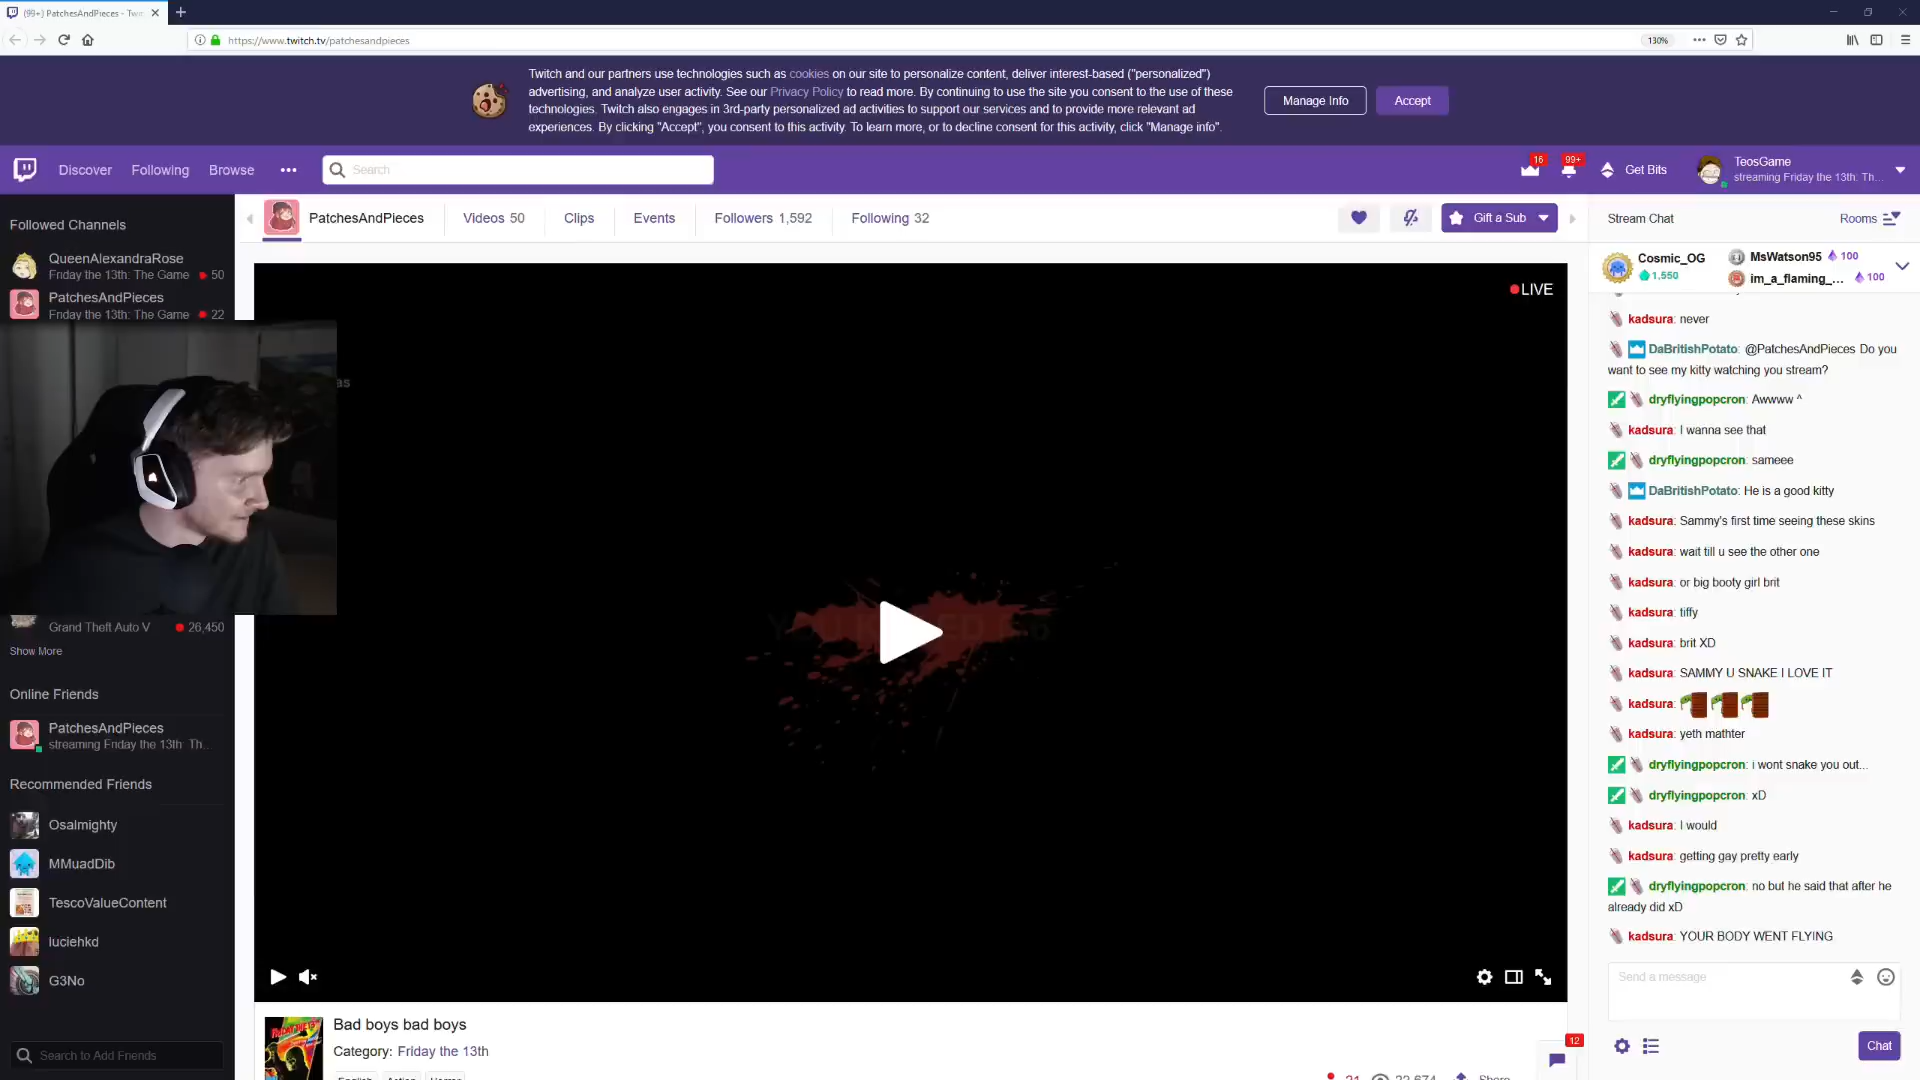 (99+) PatchesAndPieces - Twi
https://www.twitch.tv/patchesandpieces
130%
Twitch and our partners use technologies such as cookies on our site to personalize content, deliver interest-based ("personalized")
advertising, and analyze user activity. See our Privacy Policy to read more. By continuing to use the site you consent to the use of these
technologies. Twitch also engages in 3rd-party personalized ad activities to support our services and to provide more relevant ad
experiences. By clicking "Accept", you consent to this activity. To learn more, or to decline consent for this activity, click "Manage info".
Manage Info
Accept
Discover
Following
Browse
Search
16
99+
Get Bits
TeosGame
streaming Friday the 13th: Th...
Followed Channels
QueenAlexandraRose
Friday the 13th: The Game 50
PatchesAndPieces
Friday the 13th: The Game 22
Grand Theft Auto V 26,450
Show More
Online Friends
PatchesAndPieces
streaming Friday the 13th: Th...
Recommended Friends
Osalmighty
MMuadDib
TescoValueContent
luciehkd
G3No
Search to Add Friends
PatchesAndPieces
Videos 50
Clips
Events
Followers 1,592
Following 32
Gift a Sub
LIVE
Bad boys bad boys
Category: Friday the 13th
English Action Horror
21 22,674 Share
12
Stream Chat
Rooms
Cosmic_OG
1,550
MsWatson95 100
im_a_flaming_... 100
kadsura: never
DaBritishPotato: @PatchesAndPieces Do you
want to see my kitty watching you stream?
dryflyingpopcron: Awwww ^
kadsura: I wanna see that
dryflyingpopcron: sameee
DaBritishPotato: He is a good kitty
kadsura: Sammy's first time seeing these skins
kadsura: wait till u see the other one
kadsura: or big booty girl brit
kadsura: tiffy
kadsura: brit XD
kadsura: SAMMY U SNAKE I LOVE IT
kadsura:
kadsura: yeth mathter
dryflyingpopcron: i wont snake you out...
dryflyingpopcron: xD
kadsura: I would
kadsura: getting gay pretty early
dryflyingpopcron: no but he said that after he
already did xD
kadsura: YOUR BODY WENT FLYING
Send a message
Chat